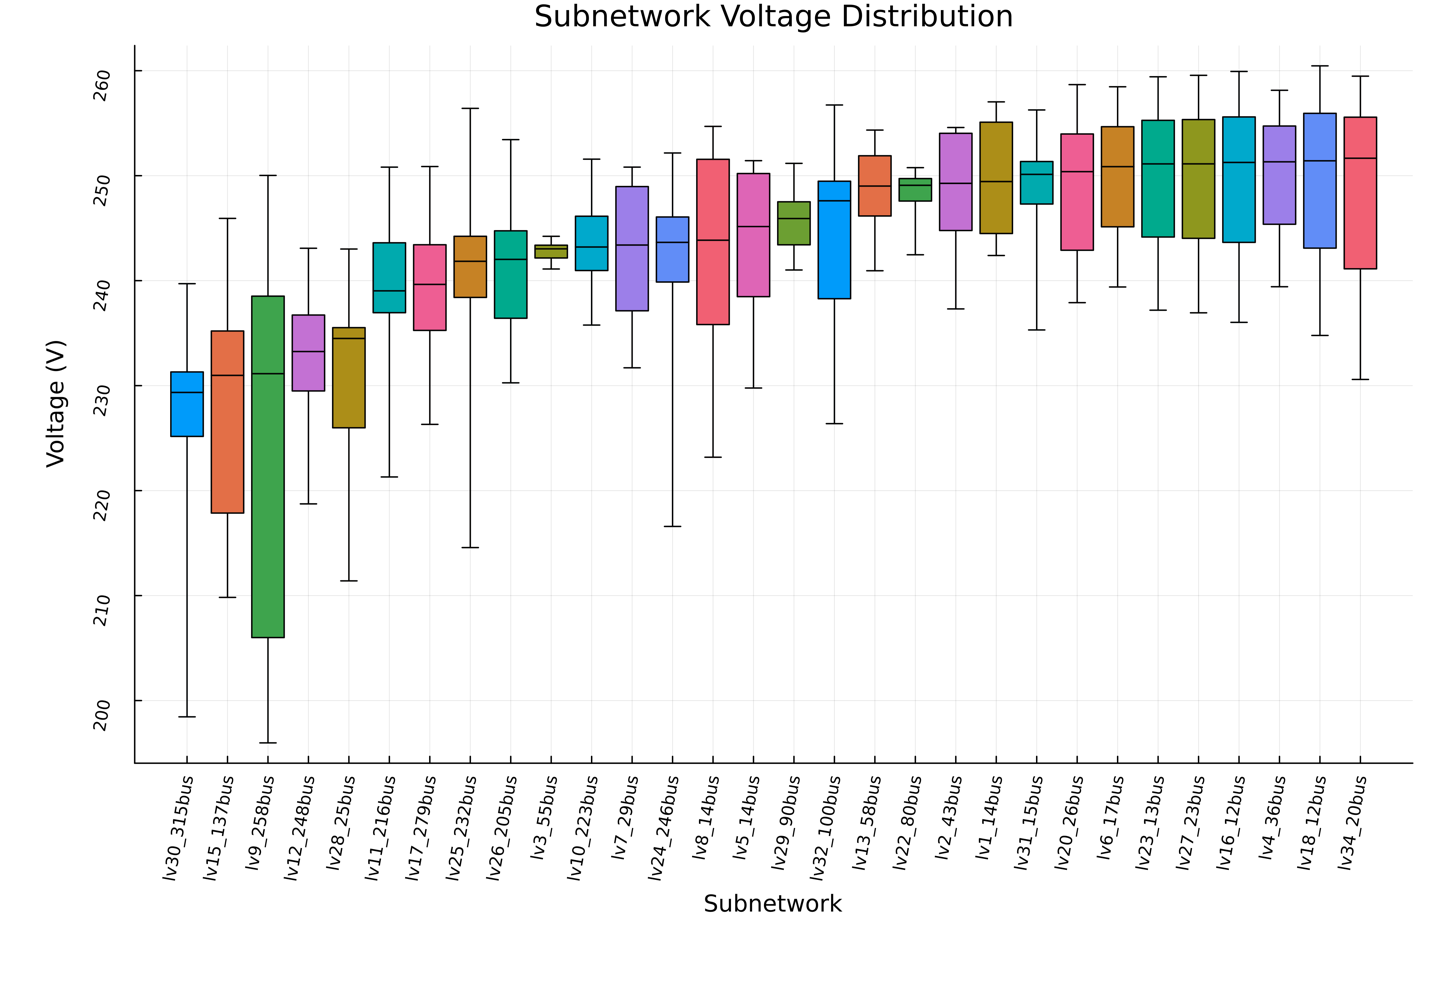 Subnetwork Voltage Distribution
260
250
240
230
220
210
200
Voltage (V)
lv30_315bus
lv15_137bus
lv9_258bus
lv12_248bus
lv28_25bus
lv11_216bus
lv17_279bus
lv25_232bus
lv26_205bus
lv3_55bus
lv10_223bus
lv7_29bus
lv24_246bus
lv8_14bus
lv5_14bus
lv29_90bus
lv32_100bus
lv13_58bus
lv22_80bus
lv2_43bus
lv1_14bus
lv31_15bus
lv20_26bus
lv6_17bus
lv23_13bus
lv27_23bus
lv16_12bus
lv4_36bus
lv18_12bus
lv34_20bus
Subnetwork